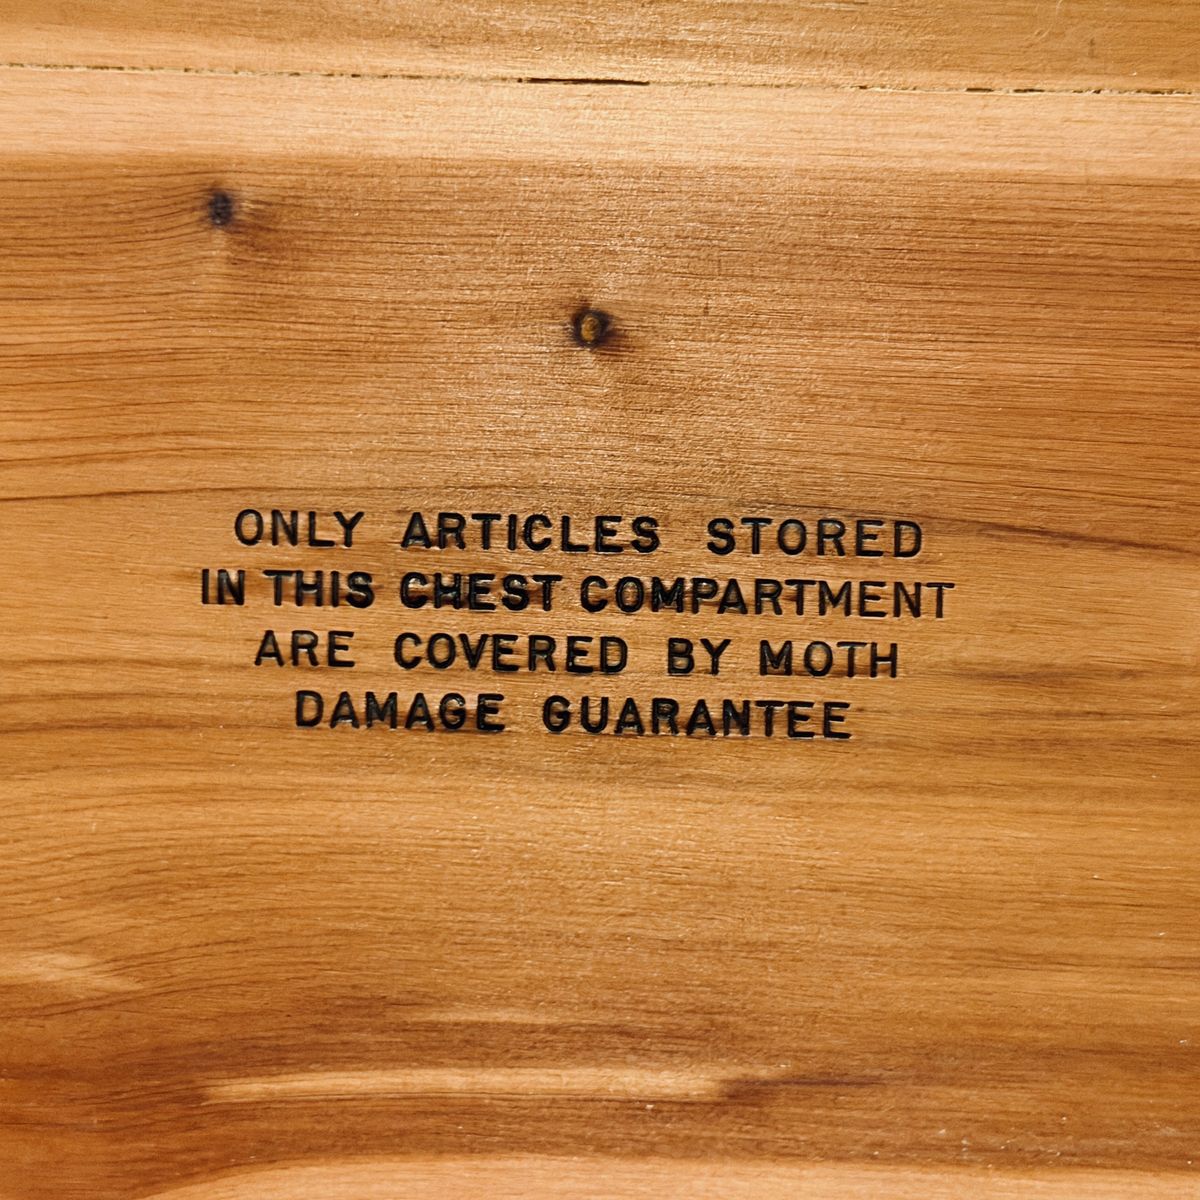 ONLY ARTICLES STORED
IN THIS CHEST COMPARTMENT
ARE COVERED BY MOTH
DAMAGE GUARANTEE